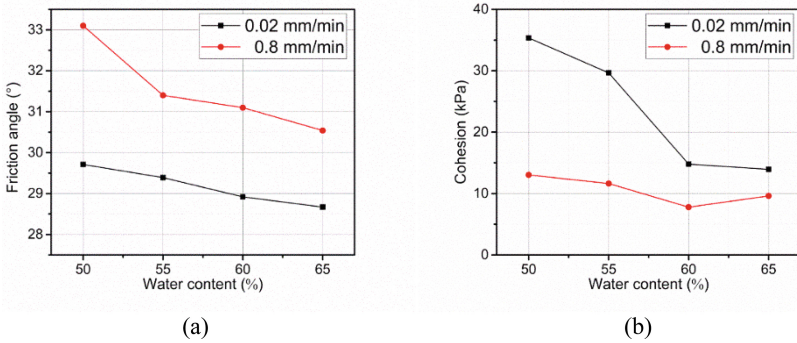 0.02 mm/min
0.8 mm/min
33
32
31
30
29
28
Friction angle (°)
50 55 60 65
Water content (%)
(a)
0.02 mm/min
0.8 mm/min
40
30
20
10
0
Cohesion (kPa)
50 55 60 65
Water content (%)
(b)